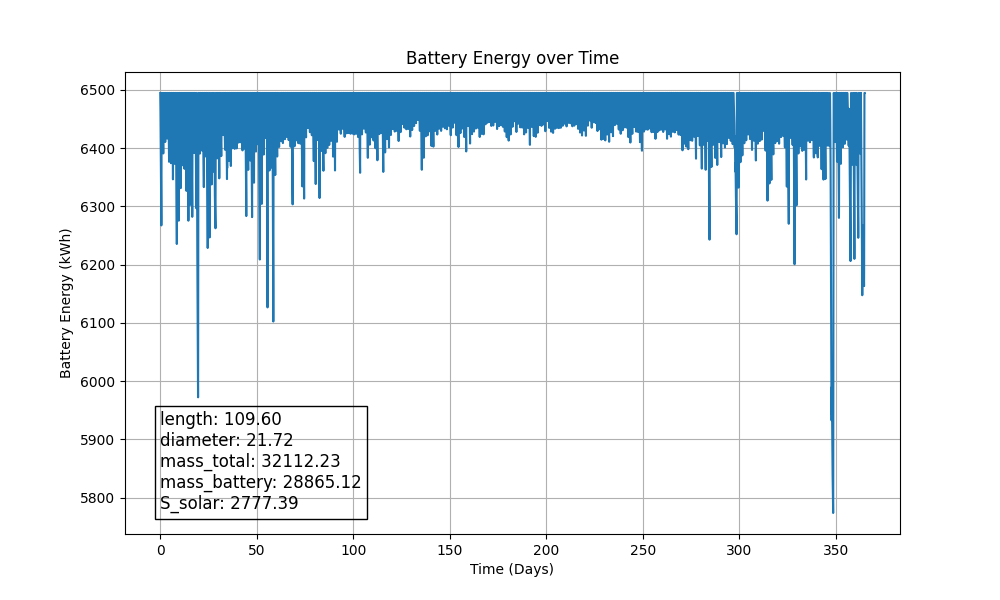 Battery Energy over Time
Battery Energy (kWh)
6500
6400
6300
6200
6100
6000
5900
5800
length: 109.60
diameter: 21.72
mass_total: 32112.23
mass_battery: 28865.12
S_solar: 2777.39
0 50 100 150 200 250 300 350
Time (Days)